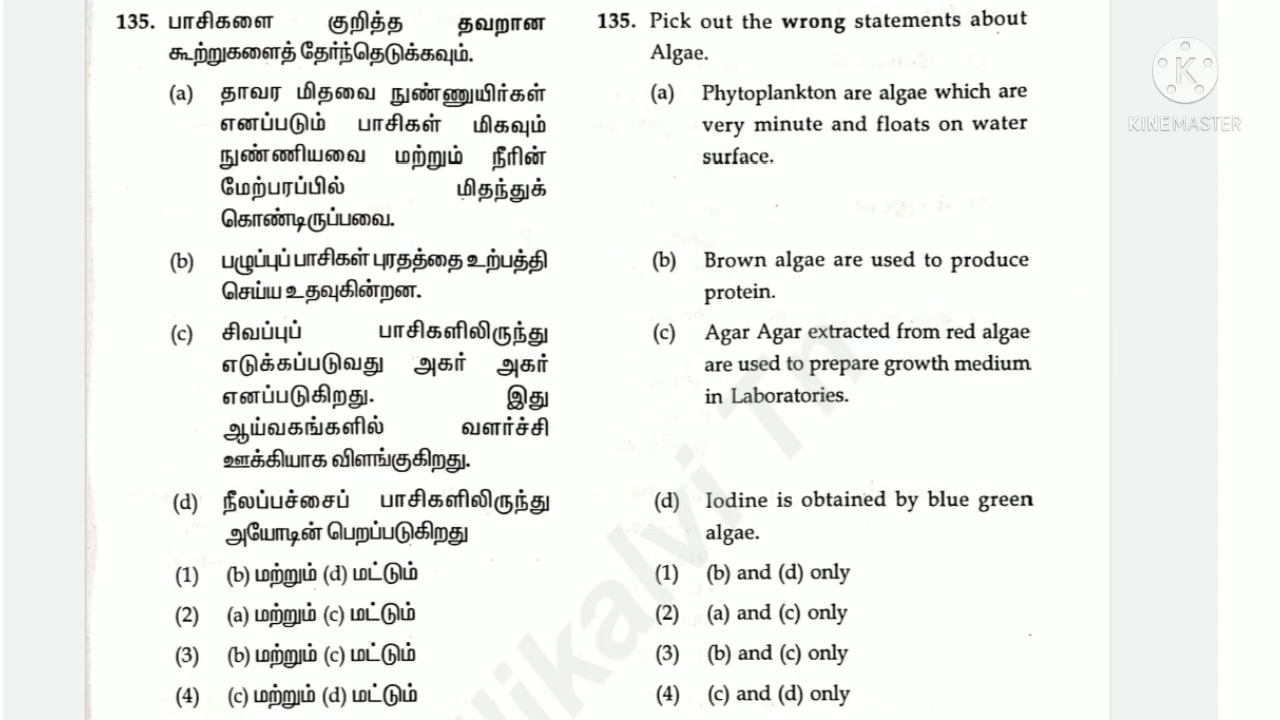 135. பாசிகளை குறித்த தவறான
கூற்றுகளைத் தேர்ந்தெடுக்கவும்.
(a) தாவர மிதவை நுண்ணுயிர்கள்
எனப்படும் பாசிகள் மிகவும்
நுண்ணியவை மற்றும் நீரின்
மேற்பரப்பில் மிதந்துக்
கொண்டிருப்பவை.
(b) பழுப்புப் பாசிகள் புரதத்தை உற்பத்தி
செய்ய உதவுகின்றன.
(c) சிவப்புப் பாசிகளிலிருந்து
எடுக்கப்படுவது அகர் அகர்
எனப்படுகிறது. இது
ஆய்வகங்களில் வளர்ச்சி
ஊக்கியாக விளங்குகிறது.
(d) நீலப்பச்சைப் பாசிகளிலிருந்து
அயோடின் பெறப்படுகிறது
(1) (b) மற்றும் (d) மட்டும்
(2) (a) மற்றும் (c) மட்டும்
(3) (b) மற்றும் (c) மட்டும்
(4) (c) மற்றும் (d) மட்டும்
135. Pick out the wrong statements about
Algae.
(a) Phytoplankton are algae which are
very minute and floats on water
surface.
(b) Brown algae are used to produce
protein.
(c) Agar Agar extracted from red algae
are used to prepare growth medium
in Laboratories.
(d) Iodine is obtained by blue green
algae.
(1) (b) and (d) only
(2) (a) and (c) only
(3) (b) and (c) only
(4) (c) and (d) only
K
KINEMASTER